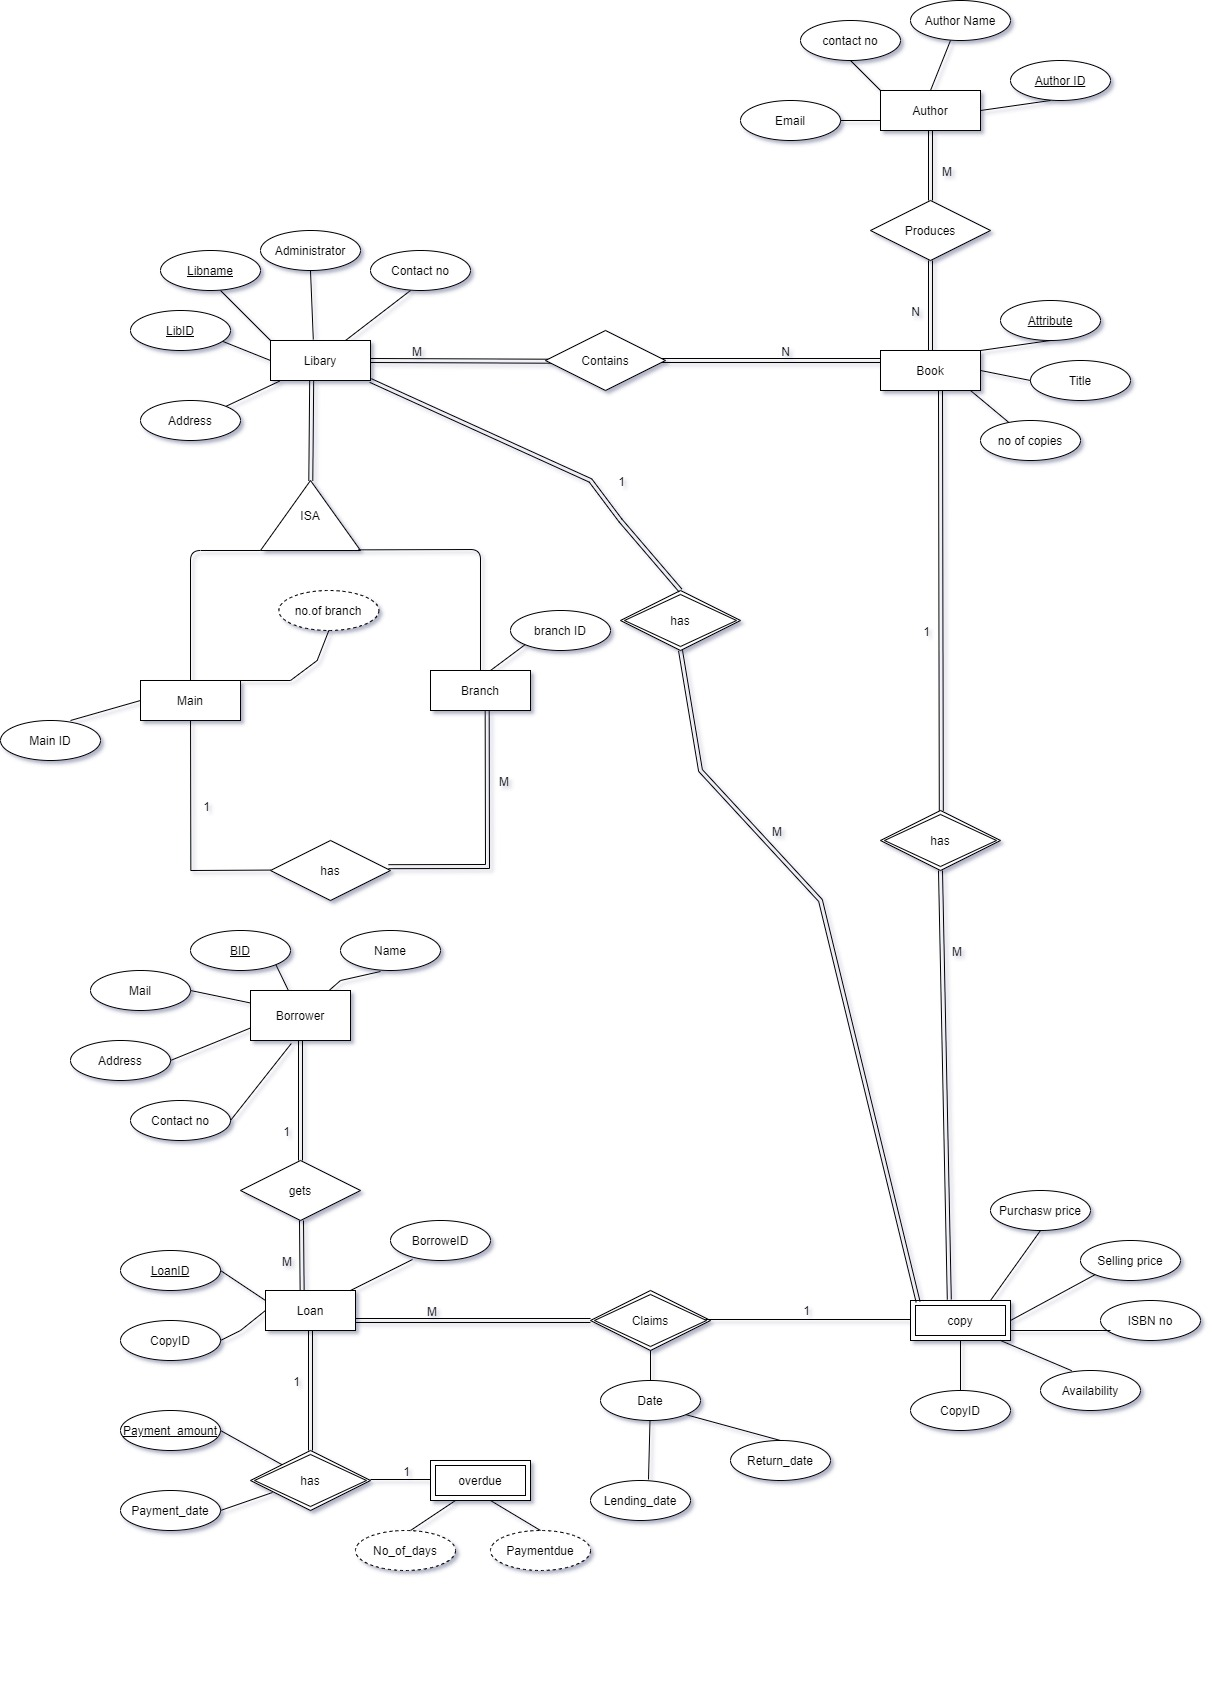 Author Name
contact no
Author ID
Email
Author
M
Produces
N
Administrator
Libname
Contact no
LibID
Libary
M
Contains
N
Attribute
Book
Title
Address
no of copies
1
ISA
no.of branch
branch ID
has
1
Main
Branch
Main ID
M
1
M
has
has
BID
Name
M
Mail
Borrower
Address
Contact no
1
gets
Purchasw price
BorroweID
M
Selling price
LoanID
Loan
M
Claims
1
copy
ISBN no
CopyID
1
Date
Availability
CopyID
Payment_amount
Return_date
has
1
overdue
Payment_date
Lending_date
No_of_days
Paymentdue